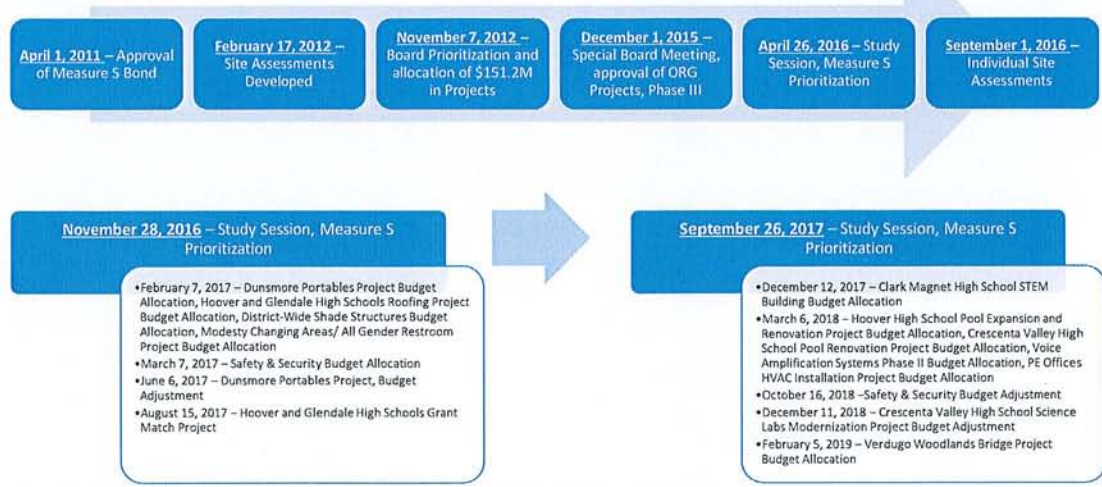 April 1, 2011 – Approval
of Measure S Bond
February 17, 2012 –
Site Assessments
Developed
November 7, 2012 –
Board Prioritization and
allocation of $151.2M
in Projects
December 1, 2015 –
Special Board Meeting,
approval of ORG
Projects, Phase III
April 26, 2016 – Study
Session, Measure S
Prioritization
September 1, 2016 –
Individual Site
Assessments
November 28, 2016 – Study Session, Measure S
Prioritization
•February 7, 2017 – Dunsmore Portables Project Budget
Allocation, Hoover and Glendale High Schools Roofing Project
Budget Allocation, District-Wide Shade Structures Budget
Allocation, Modesty Changing Areas/ All Gender Restroom
Project Budget Allocation
•March 7, 2017 – Safety & Security Budget Allocation
•June 6, 2017 – Dunsmore Portables Project, Budget
Adjustment
•August 15, 2017 – Hoover and Glendale High Schools Grant
Match Project
September 26, 2017 – Study Session, Measure S
Prioritization
•December 12, 2017 – Clark Magnet High School STEM
Building Budget Allocation
•March 6, 2018 – Hoover High School Pool Expansion and
Renovation Project Budget Allocation, Crescenta Valley High
School Pool Renovation Project Budget Allocation, Voice
Amplification Systems Phase II Budget Allocation, PE Offices
HVAC Installation Project Budget Allocation
•October 16, 2018 –Safety & Security Budget Adjustment
•December 11, 2018 – Crescenta Valley High School Science
Labs Modernization Project Budget Adjustment
•February 5, 2019 – Verdugo Woodlands Bridge Project
Budget Allocation